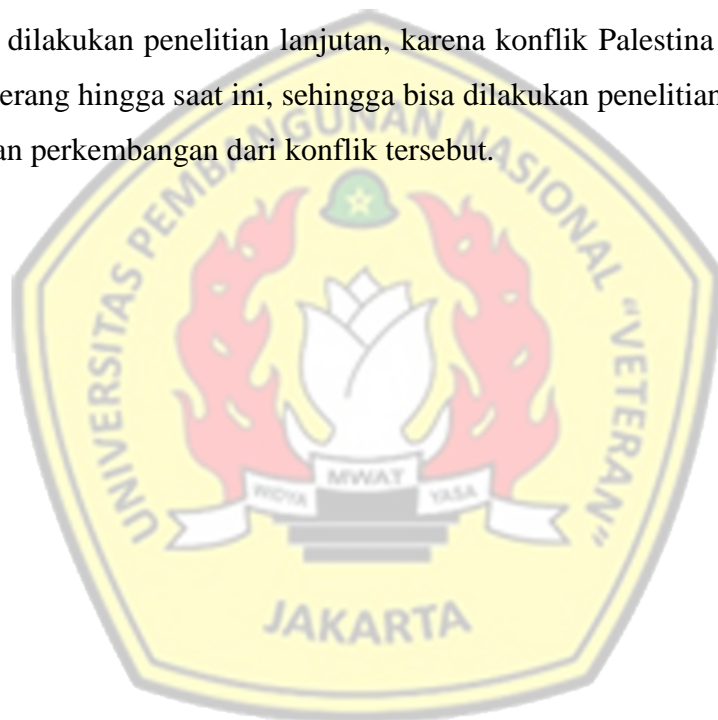 dilakukan penelitian lanjutan, karena konflik Palestina
erang hingga saat ini, sehingga bisa dilakukan penelitian
an perkembangan dari konflik tersebut.
UNIVERSITAS PEMBANGUNAN NASIONAL "VETERAN"
WIDYA MWAT YASA
JAKARTA